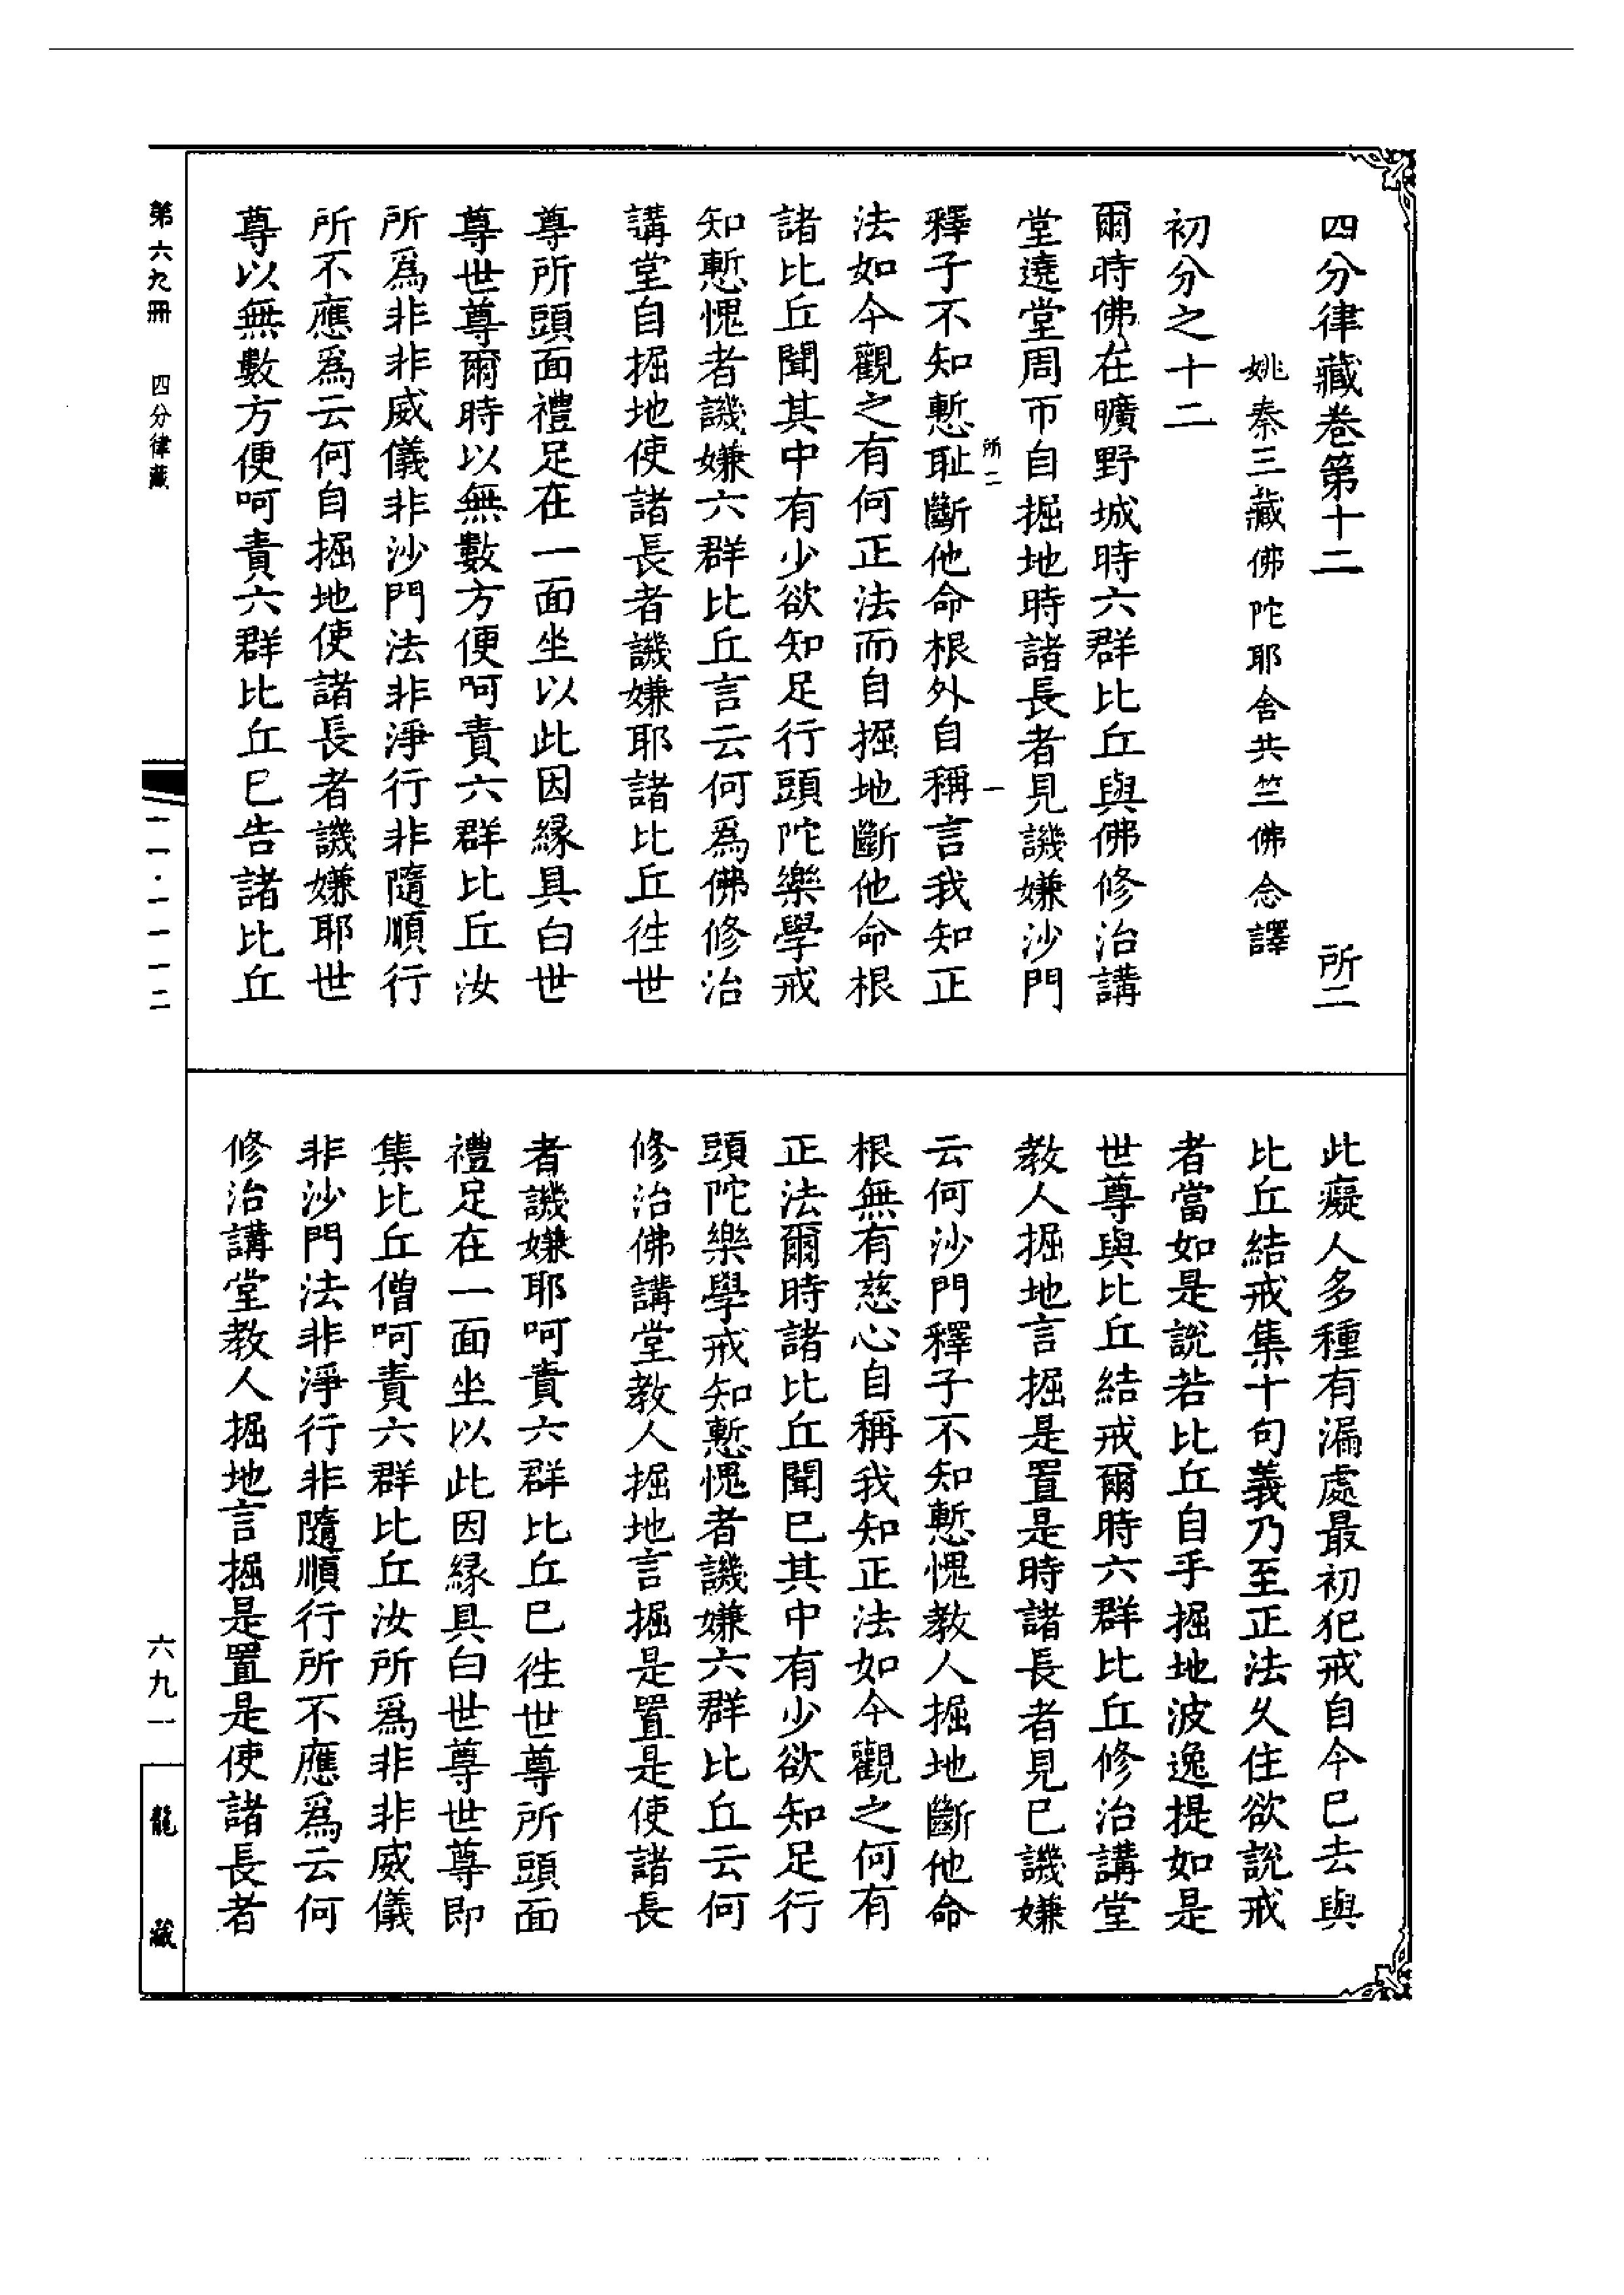 四分律藏卷第十二 所二
姚秦三藏佛陀耶舍共竺佛念譯
初分之十二
爾時佛在曠野城時六群比丘與佛修治講
堂遶堂周帀自掘地時諸長者見譏嫌沙門
所二 一
釋子不知慙耻斷他命根外自稱言我知正
法如今觀之有何正法而自掘地斷他命根
諸比丘聞其中有少欲知足行頭陀樂學戒
知慙愧者譏嫌六群比丘言云何為佛修治
講堂自掘地使諸長者譏嫌耶諸比丘往世
尊所頭面禮足在一面坐以此因緣具白世
尊世尊爾時以無數方便呵責六群比丘汝
所為非非威儀非沙門法非淨行非隨順行
所不應為云何自掘地使諸長者譏嫌耶世
尊以無數方便呵責六群比丘已告諸比丘
此癡人多種有漏處最初犯戒自今已去與
比丘結戒集十句義乃至正法久住欲說戒
者當如是說若比丘自手掘地波逸提如是
世尊與比丘結戒爾時六群比丘修治講堂
教人掘地言掘是置是時諸長者見已譏嫌
云何沙門釋子不知慙愧教人掘地斷他命
根無有慈心自稱我知正法如今觀之何有
正法爾時諸比丘聞已其中有少欲知足行
頭陀樂學戒知慙愧者譏嫌六群比丘云何
修治佛講堂教人掘地言掘是置是使諸長
者譏嫌耶呵責六群比丘已往世尊所頭面
禮足在一面坐以此因緣具白世尊世尊即
集比丘僧呵責六群比丘汝所為非非威儀
非沙門法非淨行非隨順行所不應為云何
修治講堂教人掘地言掘是置是使諸長者
第六九冊 四分律藏
一一·一一一二
六九一
龍藏